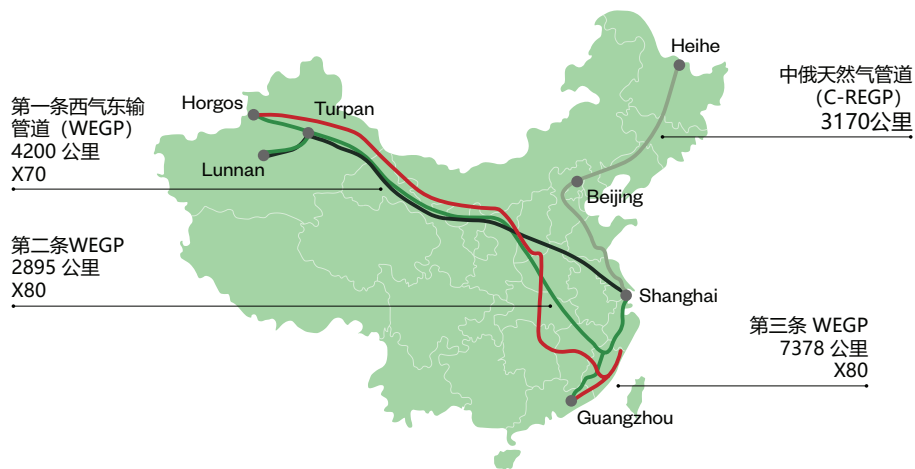 Heihe
中俄天然气管道
（C-REGP）
3170公里
第一条西气东输
管道（WEGP）
4200 公里
X70
Horgos
Turpan
Lunnan
Beijing
第二条WEGP
2895 公里
X80
Shanghai
第三条 WEGP
7378 公里
X80
Guangzhou